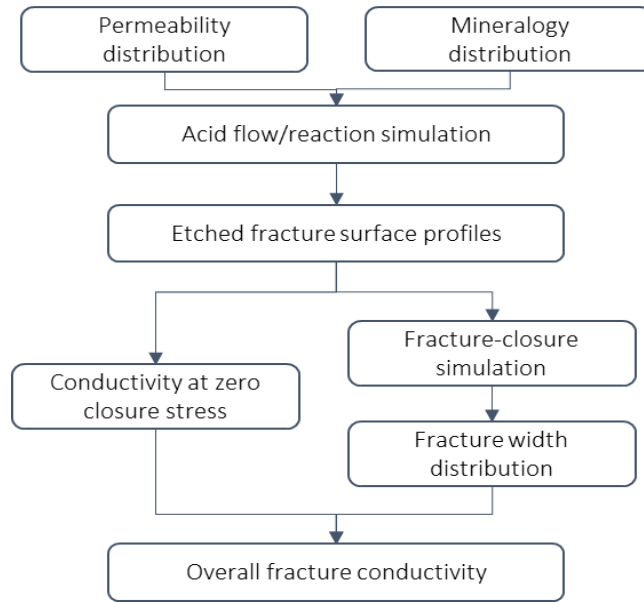 Permeability
distribution
Mineralogy
distribution
Acid flow/reaction simulation
Etched fracture surface profiles
Conductivity at zero
closure stress
Fracture-closure
simulation
Fracture width
distribution
Overall fracture conductivity